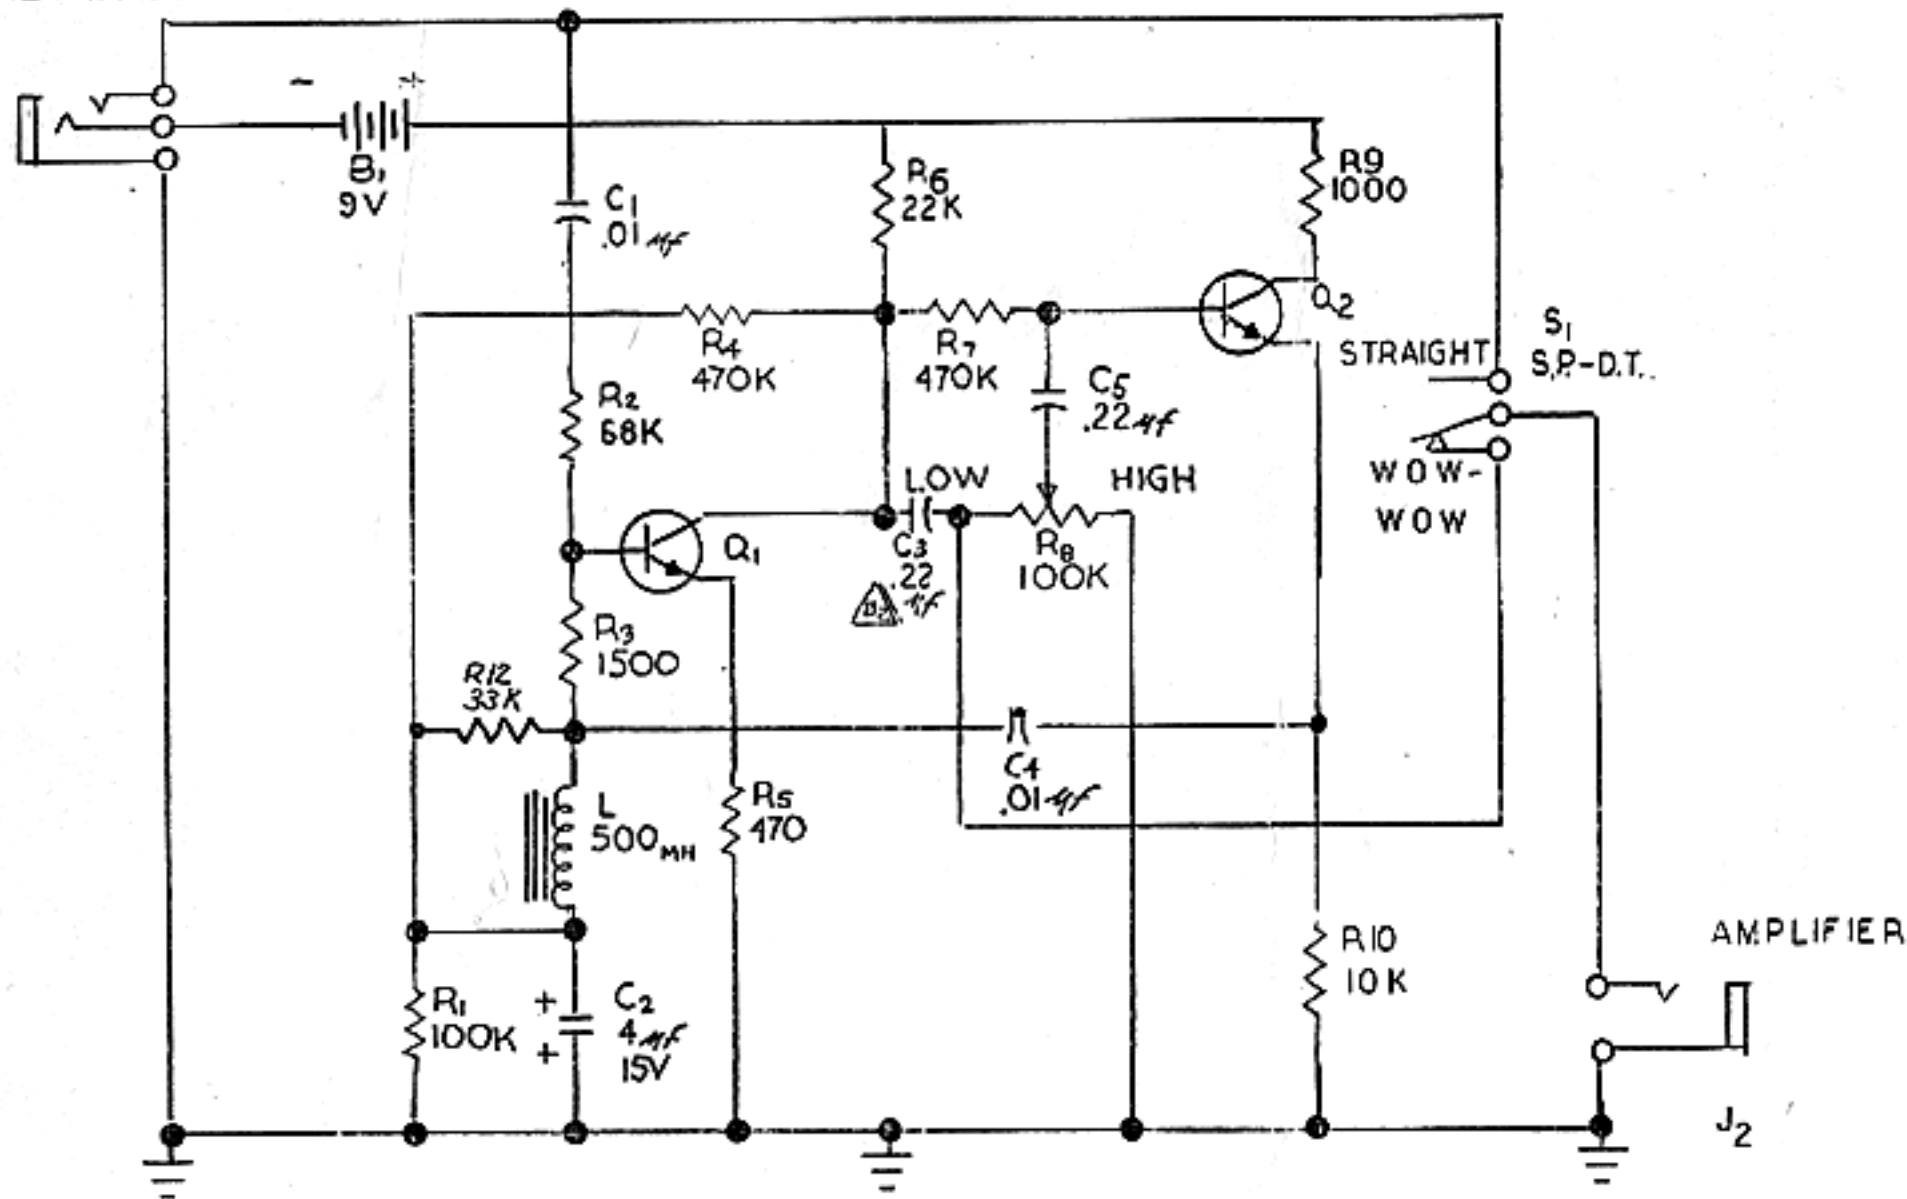 - +
B1
9V
C1
.01 µf
R6
22K
R9
1000
Q2
R4
470K
R7
470K
C5
.22 µf
STRAIGHT
S1
S.P.-D.T.
R2
68K
LOW
HIGH
WOW-
WOW
Q1
C3
.22
µf
R8
100K
R3
1500
R12
33K
C4
.01 µf
L
500MH
R5
470
R10
10K
AMPLIFIER
R1
100K
+
+
C2
4 µf
15V
J2